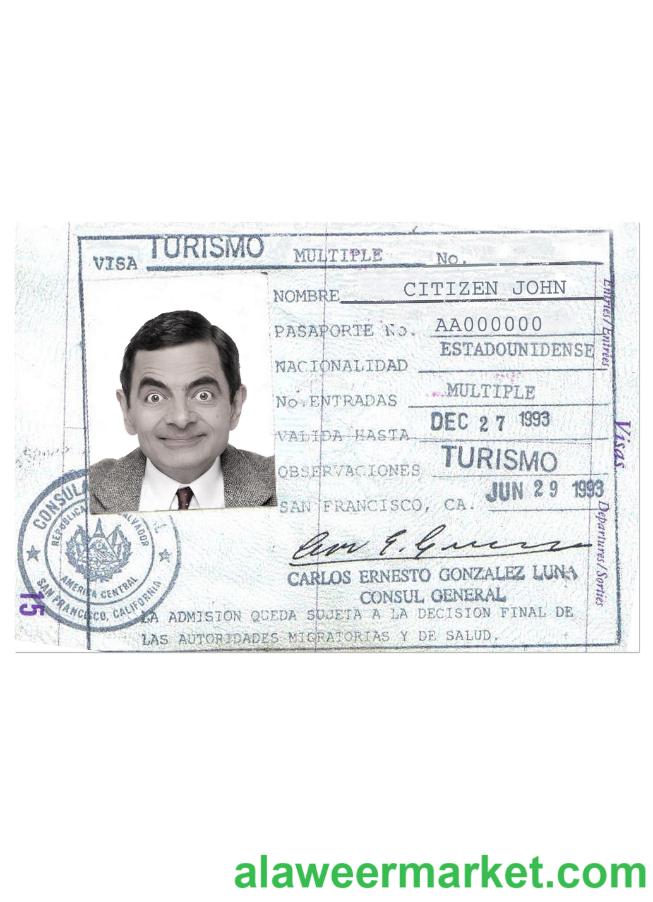 VISA TURISMO MULTIPLE No.
NOMBRE CITIZEN JOHN
PASAPORTE No. AA000000
NACIONALIDAD ESTADOUNIDENSE
No.ENTRADAS MULTIPLE
VALIDA HASTA DEC 27 1993
OBSERVACIONES TURISMO
SAN FRANCISCO, CA. JUN 29 1993
CARLOS ERNESTO GONZALEZ LUNA
CONSUL GENERAL
LA ADMISION QUEDA SUJETA A LA DECISION FINAL DE
LAS AUTORIDADES MIGRATORIAS Y DE SALUD.
REPUBLICA SALVADOR
AMERICA CENTRAL
SAN FRANCISCO, CALIFORNIA
15
Entries/Entrées
Visas
Departures/Sorties
alaweermarket.com